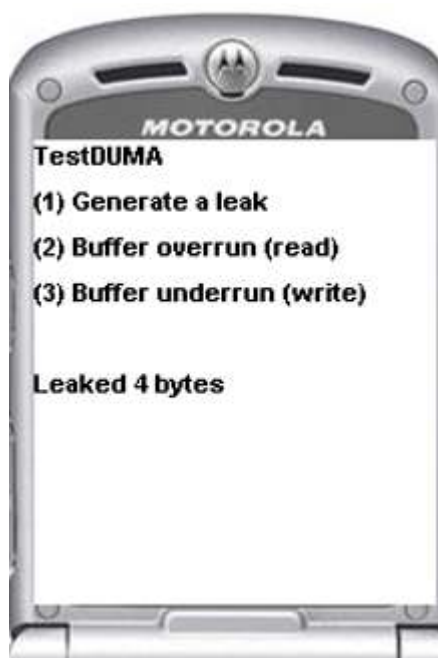 MOTOROLA
TestDUMA
(1) Generate a leak
(2) Buffer overrun (read)
(3) Buffer underrun (write)
Leaked 4 bytes